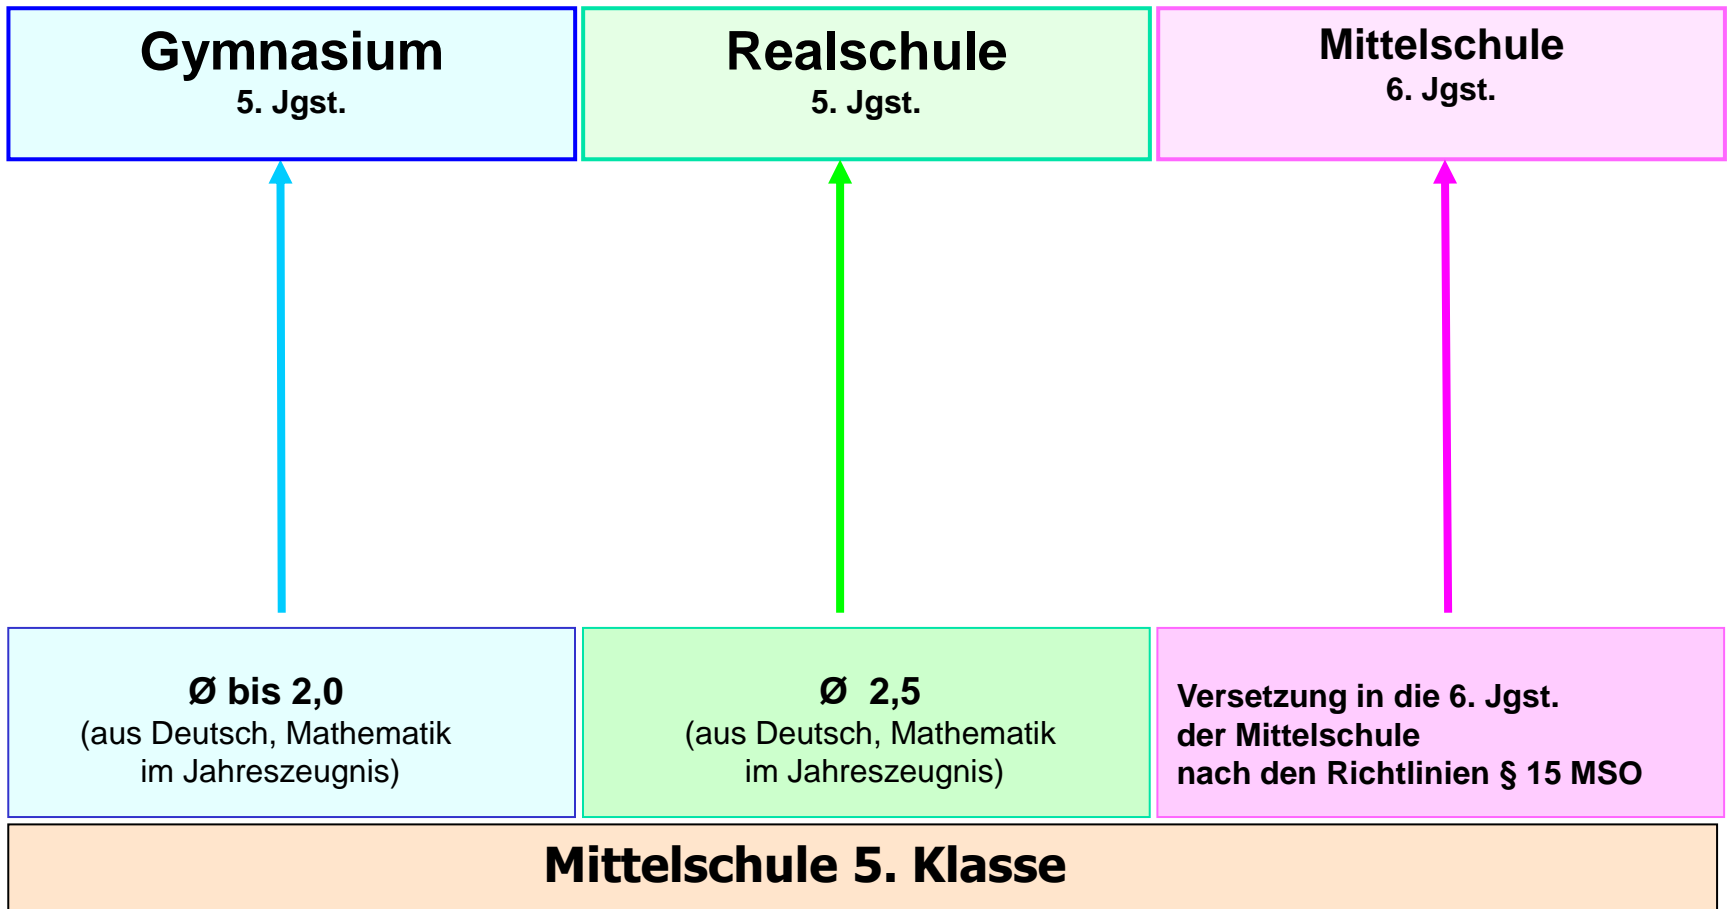 Gymnasium
5. Jgst.
Realschule
5. Jgst.
Mittelschule
6. Jgst.
Ø bis 2,0
(aus Deutsch, Mathematik
im Jahreszeugnis)
Ø 2,5
(aus Deutsch, Mathematik
im Jahreszeugnis)
Versetzung in die 6. Jgst.
der Mittelschule
nach den Richtlinien § 15 MSO
Mittelschule 5. Klasse